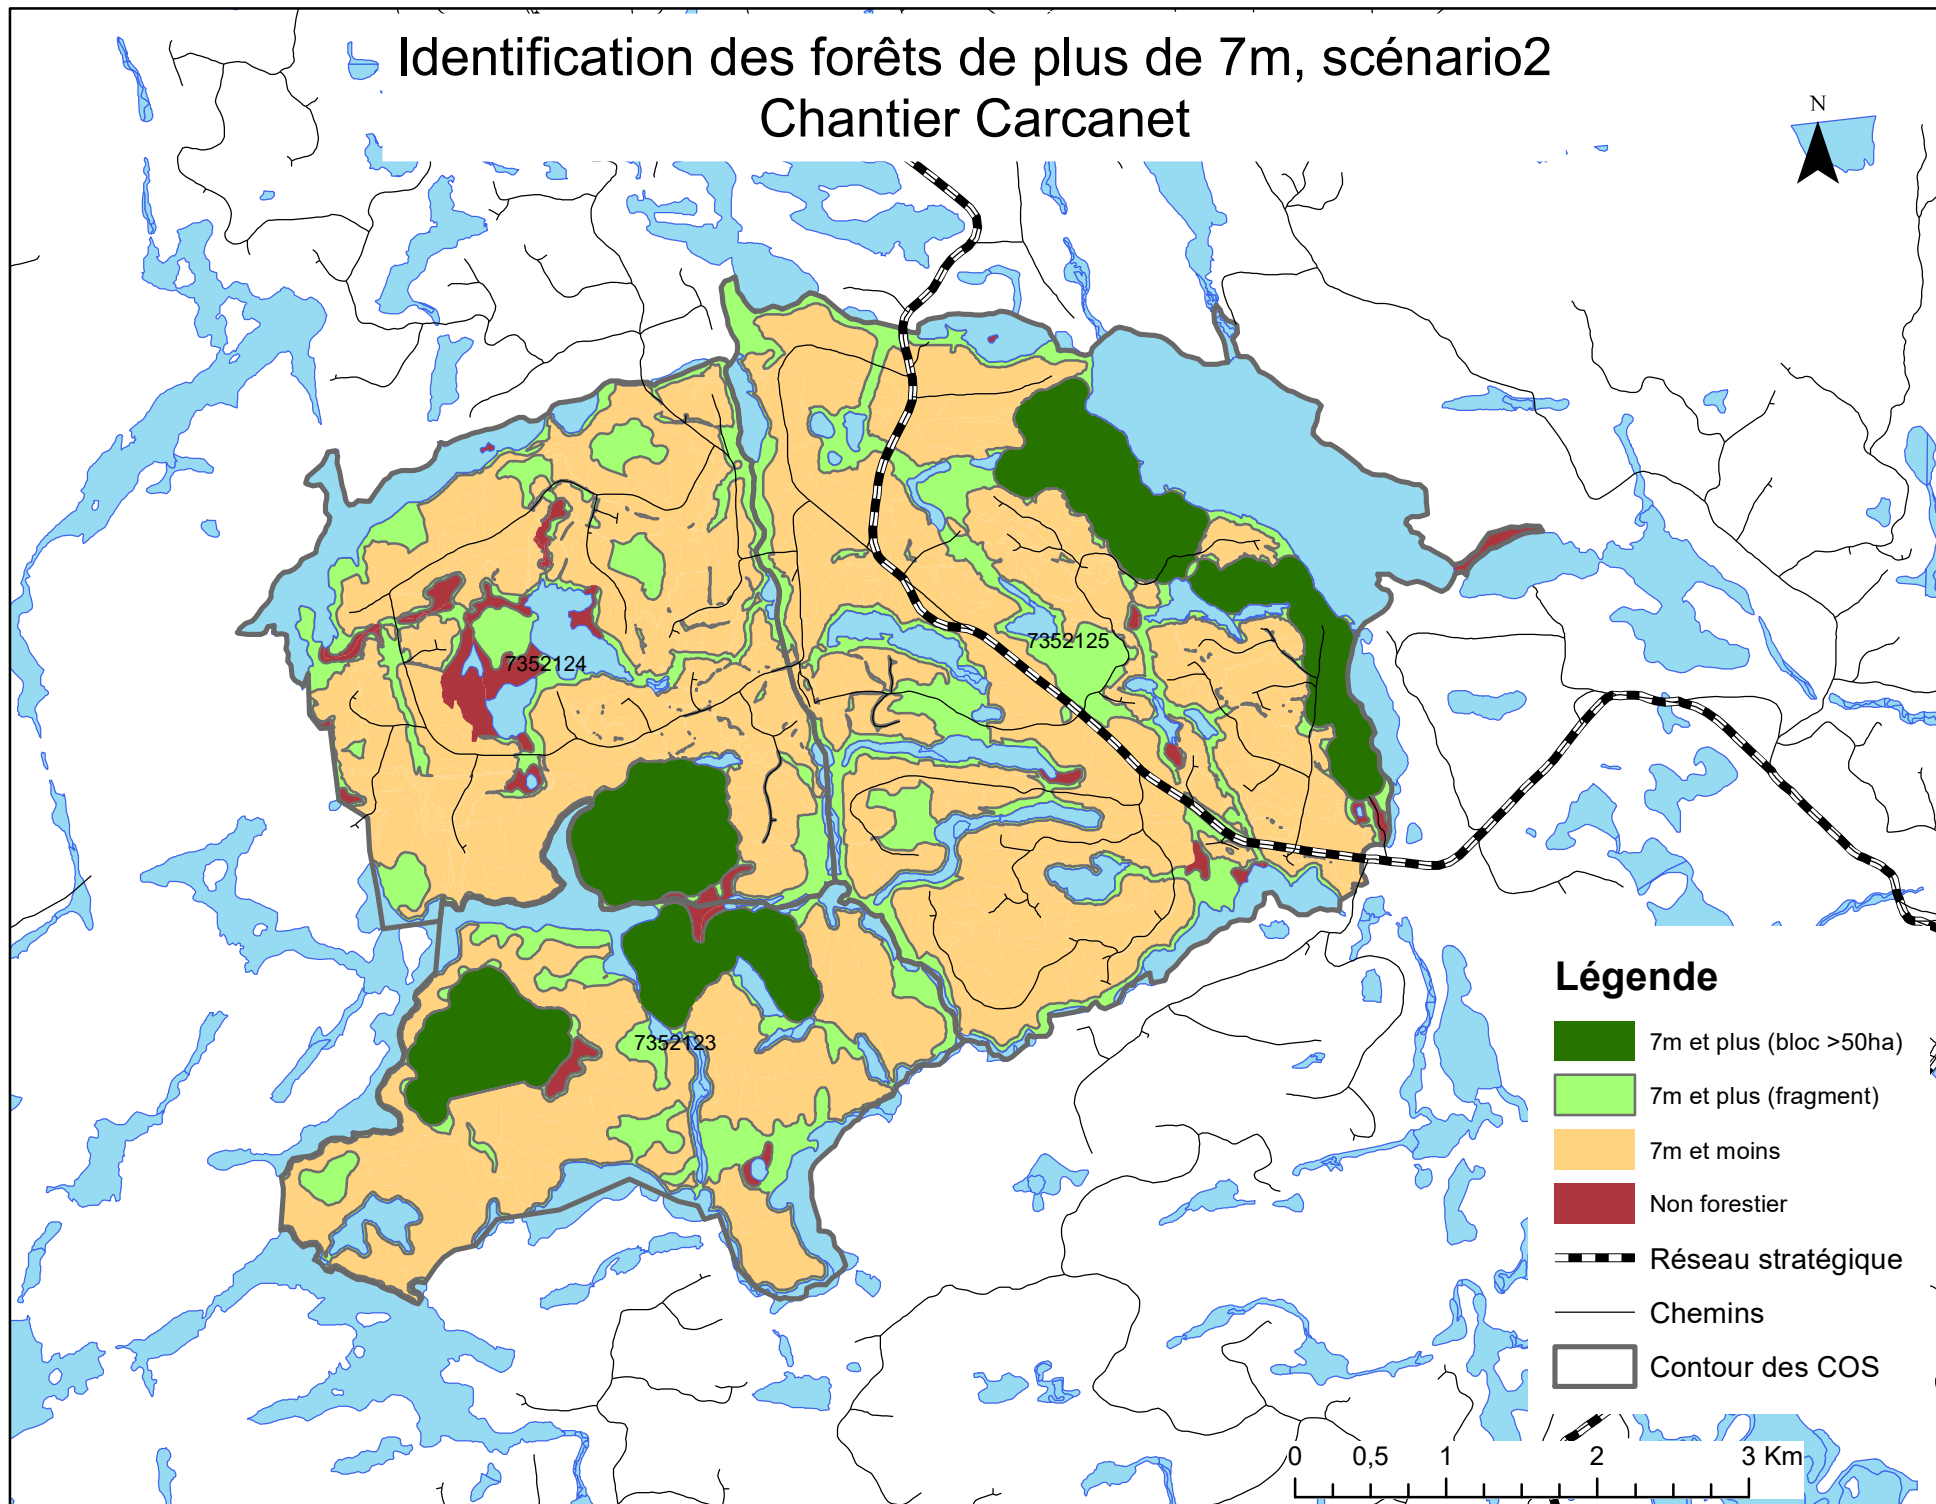 Identification des forêts de plus de 7m, scénario2
Chantier Carcanet
N
7352124
7352125
7352123
Légende
7m et plus (bloc >50ha)
7m et plus (fragment)
7m et moins
Non forestier
Réseau stratégique
Chemins
Contour des COS
0 0,5 1 2 3 Km